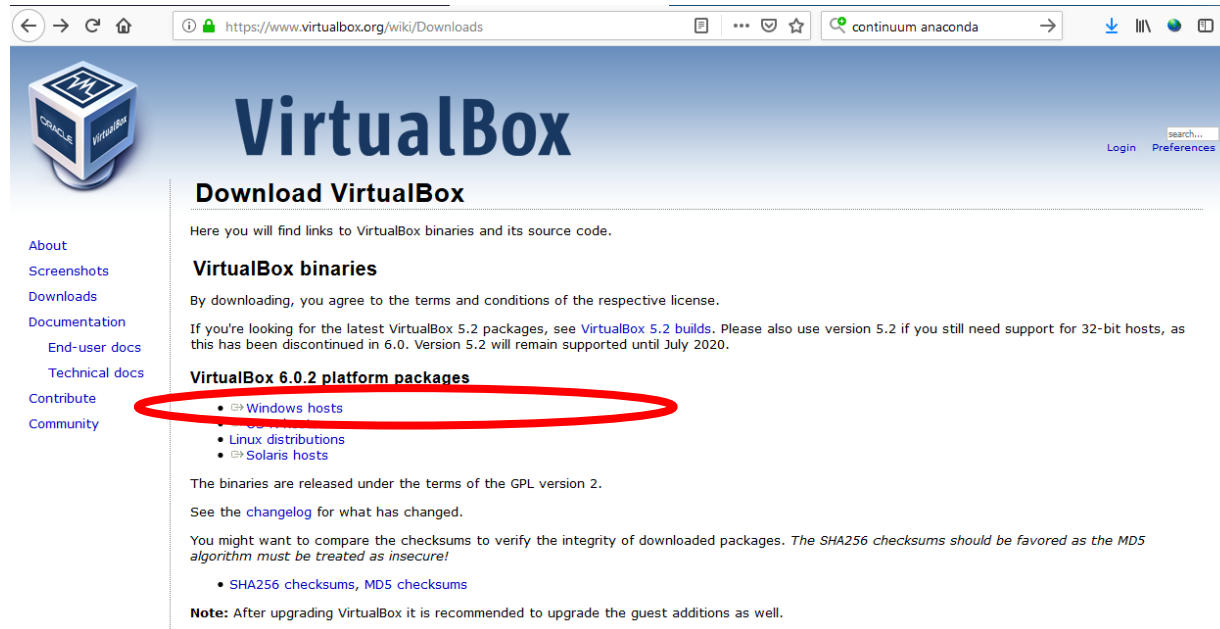 https://www.virtualbox.org/wiki/Downloads
continuum anaconda
ORACLE
VirtualBox
VirtualBox
search...
Login Preferences
Download VirtualBox
Here you will find links to VirtualBox binaries and its source code.
About
Screenshots
Downloads
Documentation
End-user docs
Technical docs
Contribute
Community
VirtualBox binaries
By downloading, you agree to the terms and conditions of the respective license.
If you're looking for the latest VirtualBox 5.2 packages, see VirtualBox 5.2 builds. Please also use version 5.2 if you still need support for 32-bit hosts, as
this has been discontinued in 6.0. Version 5.2 will remain supported until July 2020.
VirtualBox 6.0.2 platform packages
Windows hosts
Linux distributions
Solaris hosts
The binaries are released under the terms of the GPL version 2.
See the changelog for what has changed.
You might want to compare the checksums to verify the integrity of downloaded packages. The SHA256 checksums should be favored as the MD5
algorithm must be treated as insecure!
SHA256 checksums, MD5 checksums
Note: After upgrading VirtualBox it is recommended to upgrade the guest additions as well.